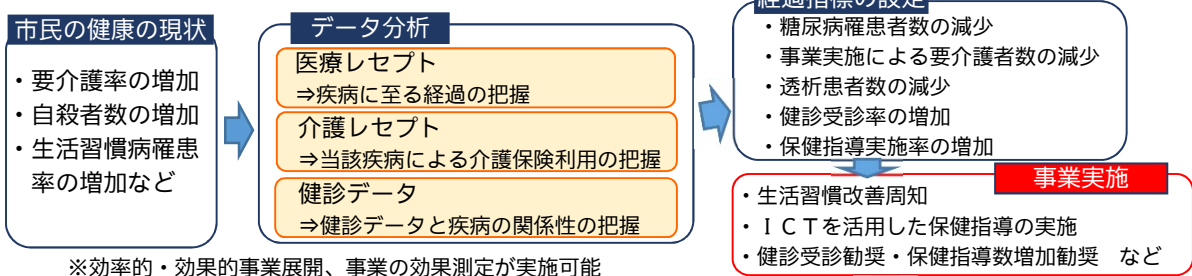 市民の健康の現状
・要介護率の増加
・自殺者数の増加
・生活習慣病罹患
率の増加など
データ分析
医療レセプト
⇒疾病に至る経過の把握
介護レセプト
⇒当該疾病による介護保険利用の把握
健診データ
⇒健診データと疾病の関係性の把握
※効率的・効果的事業展開、事業の効果測定が実施可能
経過指標の設定
・糖尿病罹患者数の減少
・事業実施による要介護者数の減少
・透析患者数の減少
・健診受診率の増加
・保健指導実施率の増加
事業実施
・生活習慣改善周知
・ＩＣＴを活用した保健指導の実施
・健診受診勧奨・保健指導数増加勧奨　など